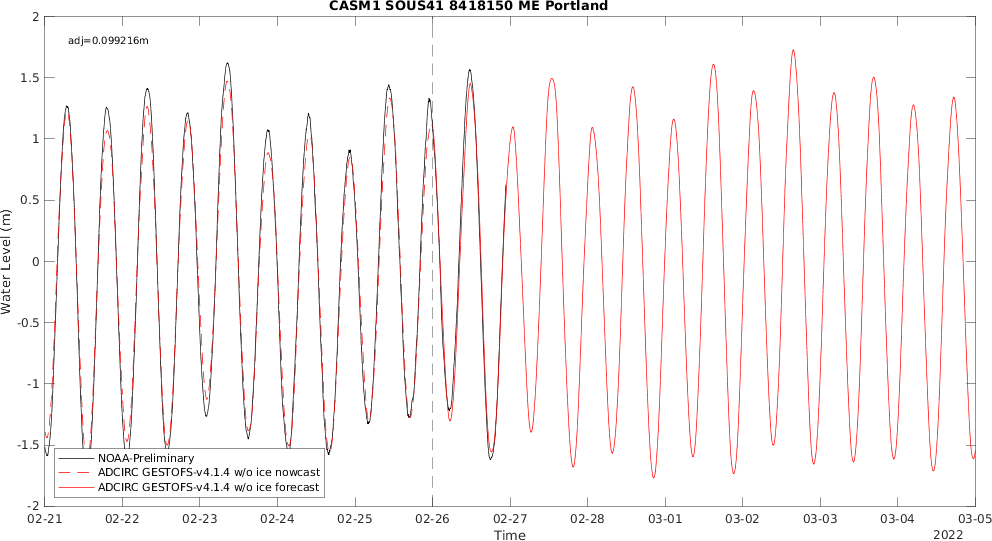 CASM1 SOUS41 8418150 ME Portland
adj=0.099216m
2
1.5
1
0.5
0
-0.5
-1
-1.5
-2
Water Level (m)
NOAA-Preliminary
ADCIRC GESTOFS-v4.1.4 w/o ice nowcast
ADCIRC GESTOFS-v4.1.4 w/o ice forecast
02-21 02-22 02-23 02-24 02-25 02-26 02-27 02-28 03-01 03-02 03-03 03-04 03-05
Time
2022